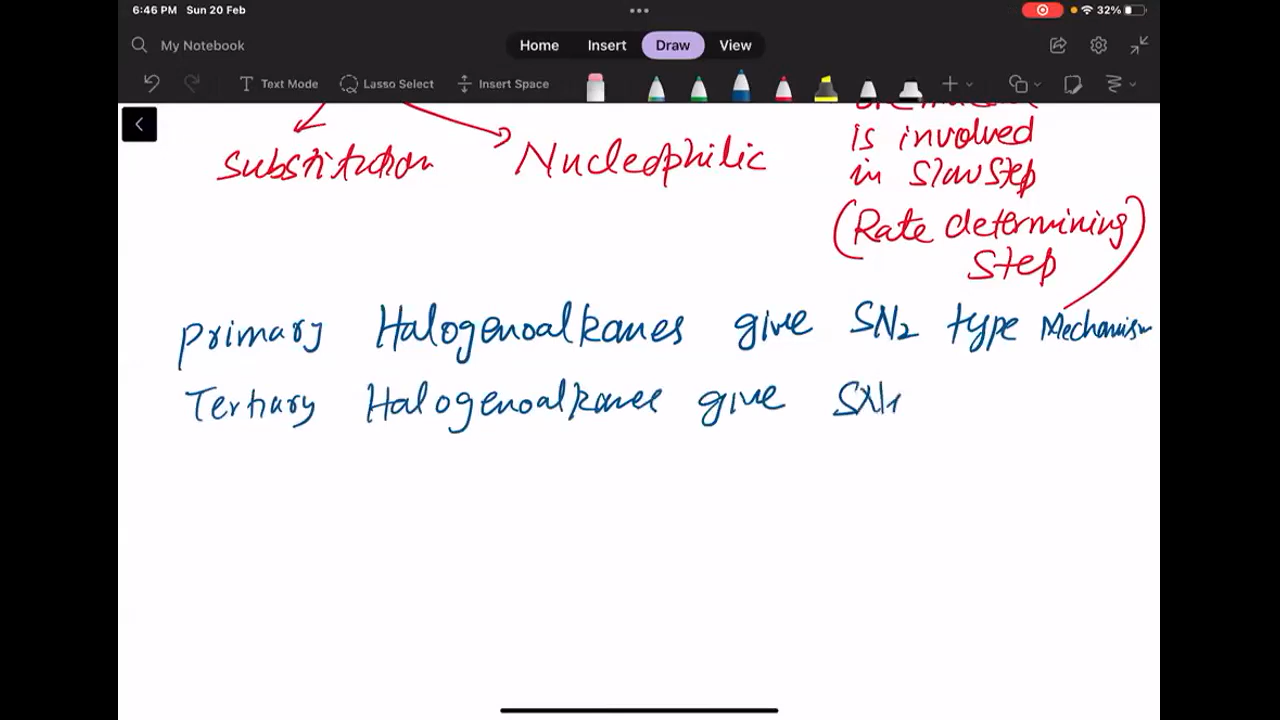 6:46 PM Sun 20 Feb
32%
My Notebook
Home Insert Draw View
Text Mode Lasso Select Insert Space
is involved
Substitution Nucleophilic
in Slow Step
(Rate determining)
Step
primary Halogenoalkanes give SN2 type Mechanism
Tertiary Halogenoalkanes give SN1